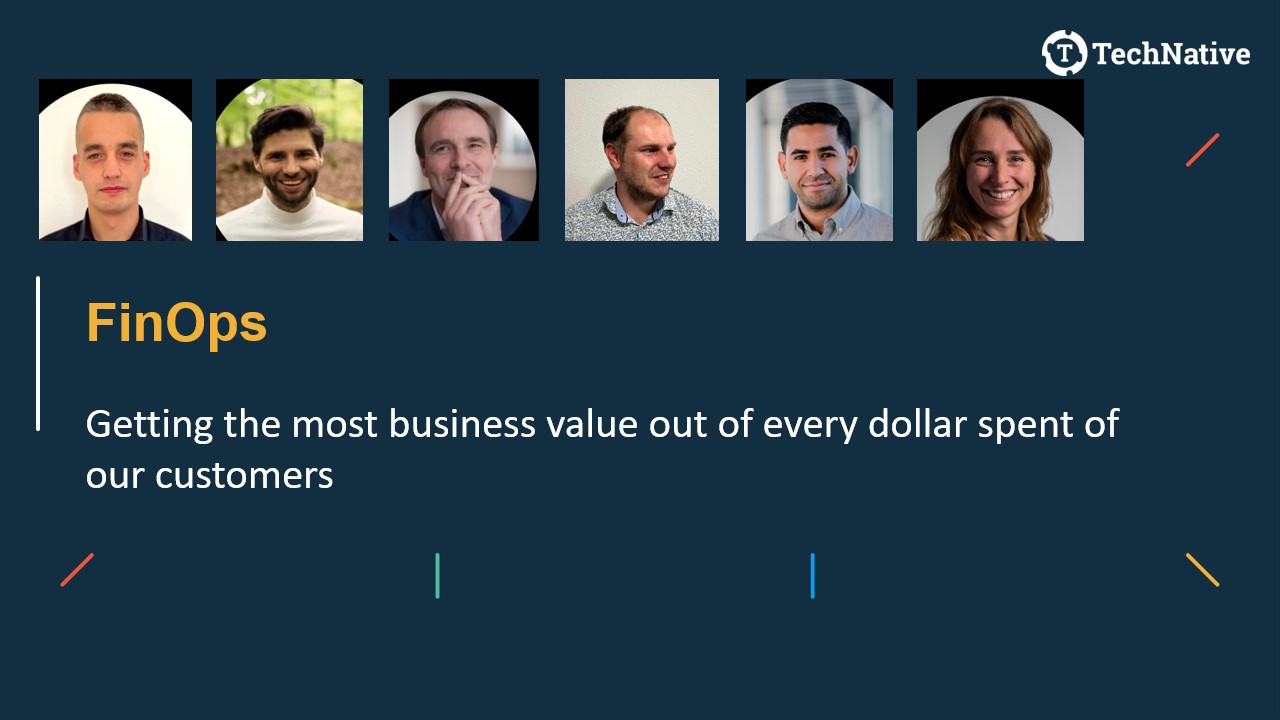 TechNative
FinOps
Getting the most business value out of every dollar spent of
our customers